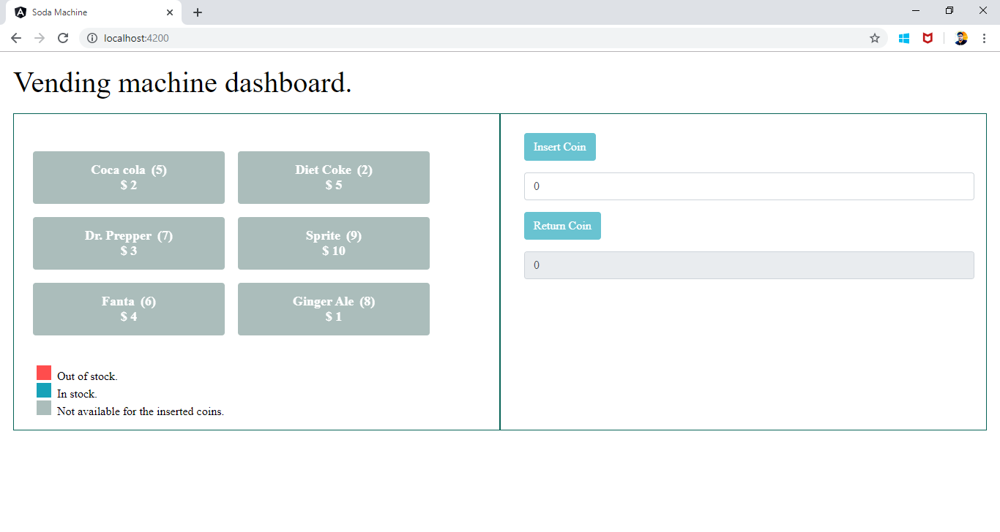 Soda Machine
localhost:4200
Vending machine dashboard.
Coca cola (5)
$ 2
Diet Coke (2)
$ 5
Dr. Prepper (7)
$ 3
Sprite (9)
$ 10
Fanta (6)
$ 4
Ginger Ale (8)
$ 1
Out of stock.
In stock.
Not available for the inserted coins.
Insert Coin
0
Return Coin
0